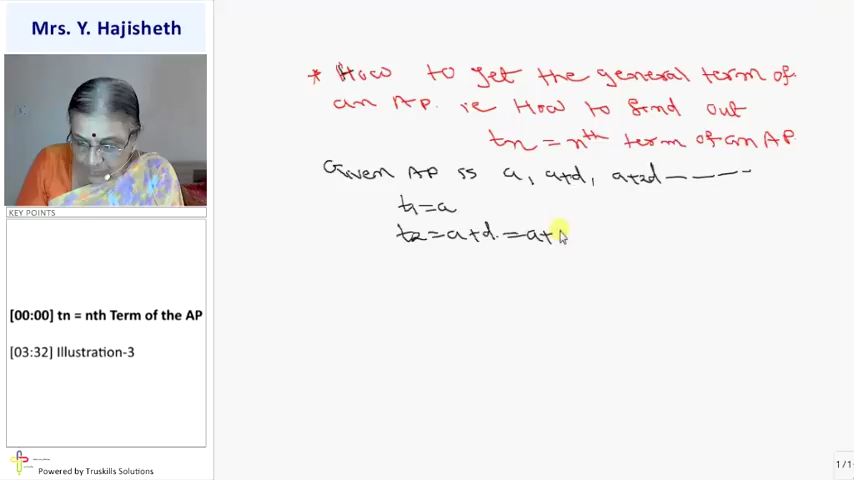 Mrs. Y. Hajisheth
* How to get the general term of
an AP. ie How to find out
tn = nth term of an AP
Given AP is a, a+d, a+2d ----
t1 = a
t2 = a+d. = a+
KEY POINTS
[00:00] tn = nth Term of the AP
[03:32] Illustration-3
Powered by Truskills Solutions
1/1